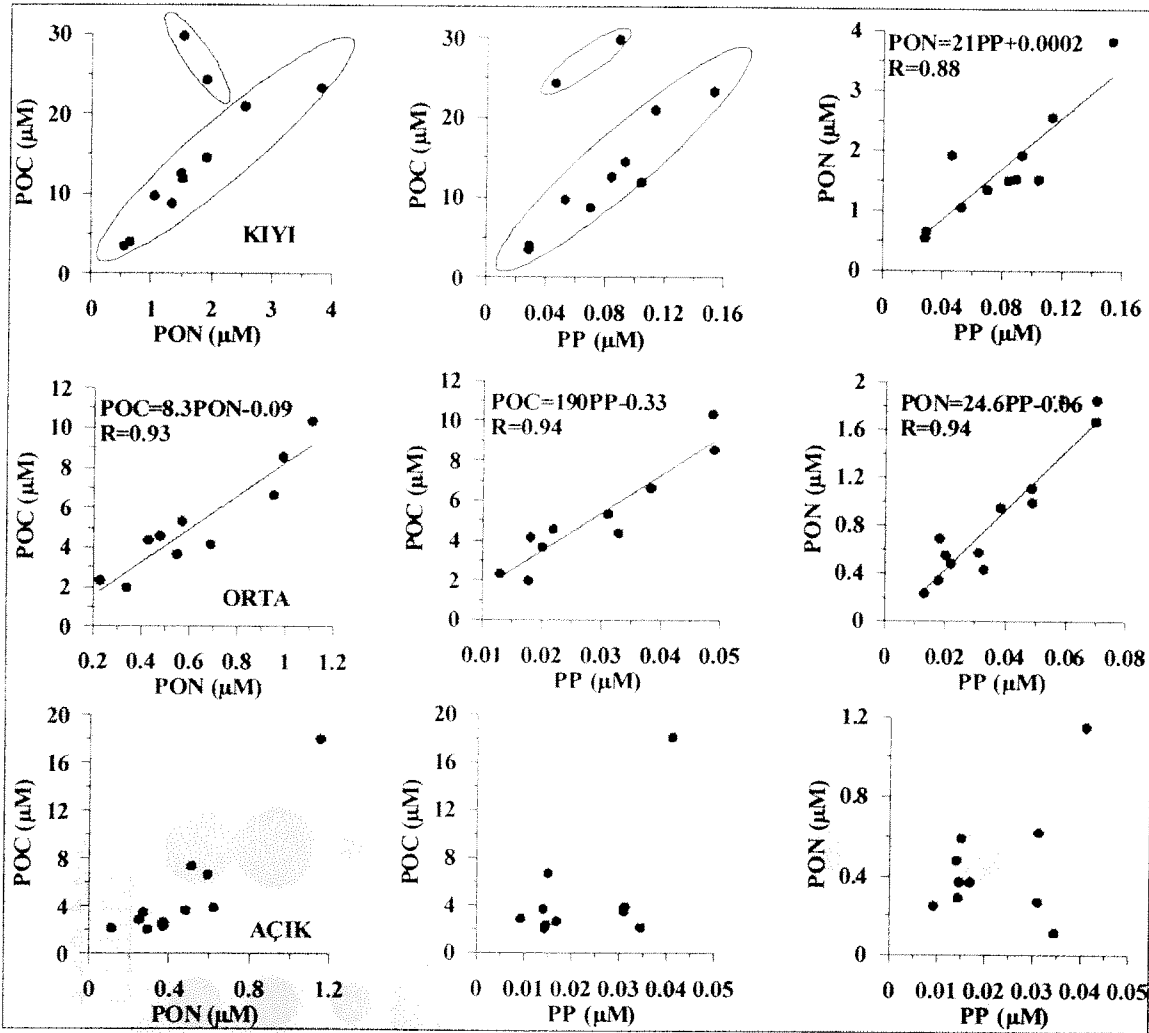 POC (µM)
30
20
10
0
KIYI
0 1 2 3 4
PON (µM)
POC (µM)
30
20
10
0
0.04 0.08 0.12 0.16
PP (µM)
PON (µM)
4
3
2
1
0
PON=21PP+0.0002
R=0.88
0 0.04 0.08 0.12 0.16
PP (µM)
POC (µM)
12
10
8
6
4
2
0
POC=8.3PON-0.09
R=0.93
ORTA
0.2 0.4 0.6 0.8 1 1.2
PON (µM)
POC (µM)
12
10
8
6
4
2
0
POC=190PP-0.33
R=0.94
0.01 0.02 0.03 0.04 0.05
PP (µM)
PON (µM)
2
1.6
1.2
0.8
0.4
0
PON=24.6PP-0.06
R=0.94
0 0.02 0.04 0.06 0.08
PP (µM)
POC (µM)
20
16
12
8
4
0
AÇIK
0 0.4 0.8 1.2
PON (µM)
POC (µM)
20
16
12
8
4
0
0 0.01 0.02 0.03 0.04 0.05
PP (µM)
PON (µM)
1.2
0.8
0.4
0
0 0.01 0.02 0.03 0.04 0.05
PP (µM)